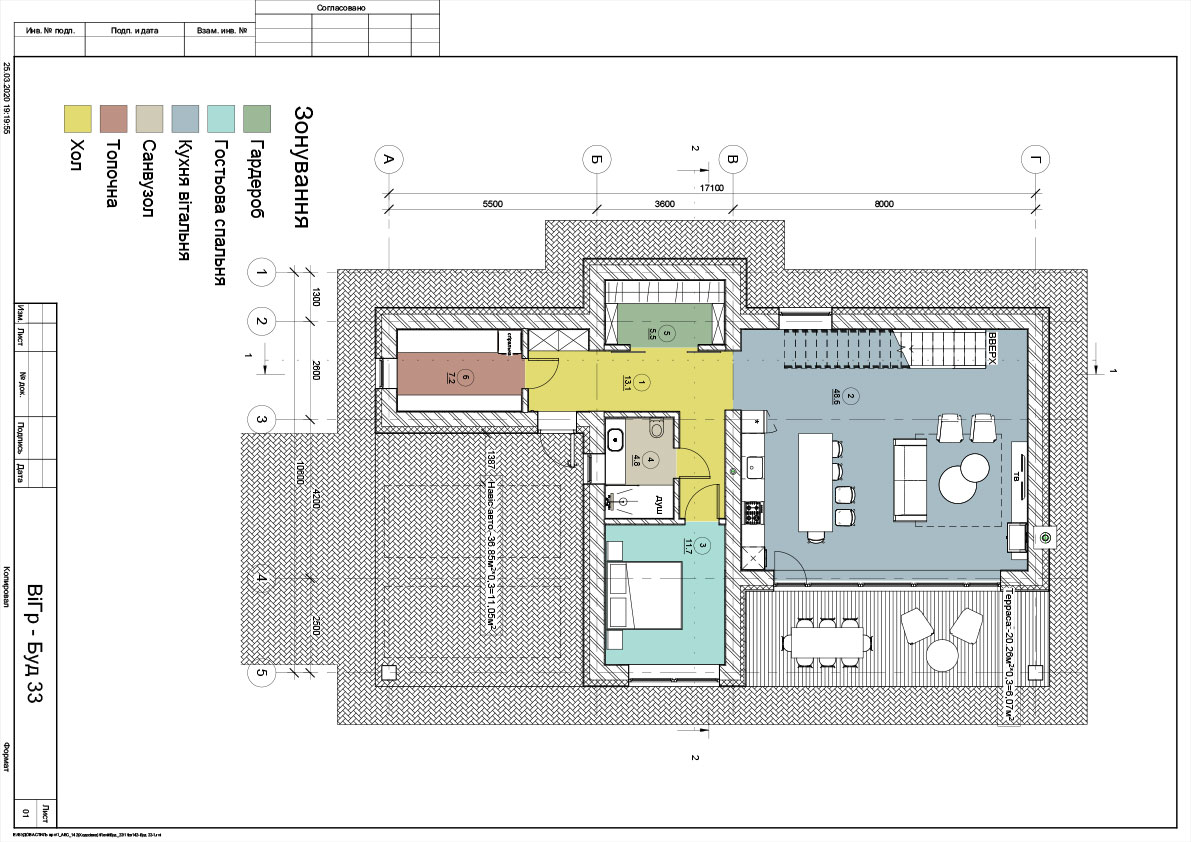 Согласовано
Инв. № подл.
Подп. и дата
Взам. инв. №
25.03.2020 19:19:55
Зонування
Гардероб
Гостьова спальня
Кухня вітальня
Санвузол
Топочна
Хол
А
Б
В
Г
2
17100
5500
3600
8000
1
2
3
4
5
1300
2600
4200
2500
10600
1
1
ВВЕРХ
5
5.5
6
7.2
1
13.1
2
48.6
4
4.8
душ
3
11.7
ТВ
Навіс-авто -36.85м²*0,3=11,05м²
Терраса:-20.26м²*0,3=6.07м²
2
Изм.
Лист
№ док.
Подпись
Дата
ВіГр - Буд 33
Лист
01
Копировал
Формат